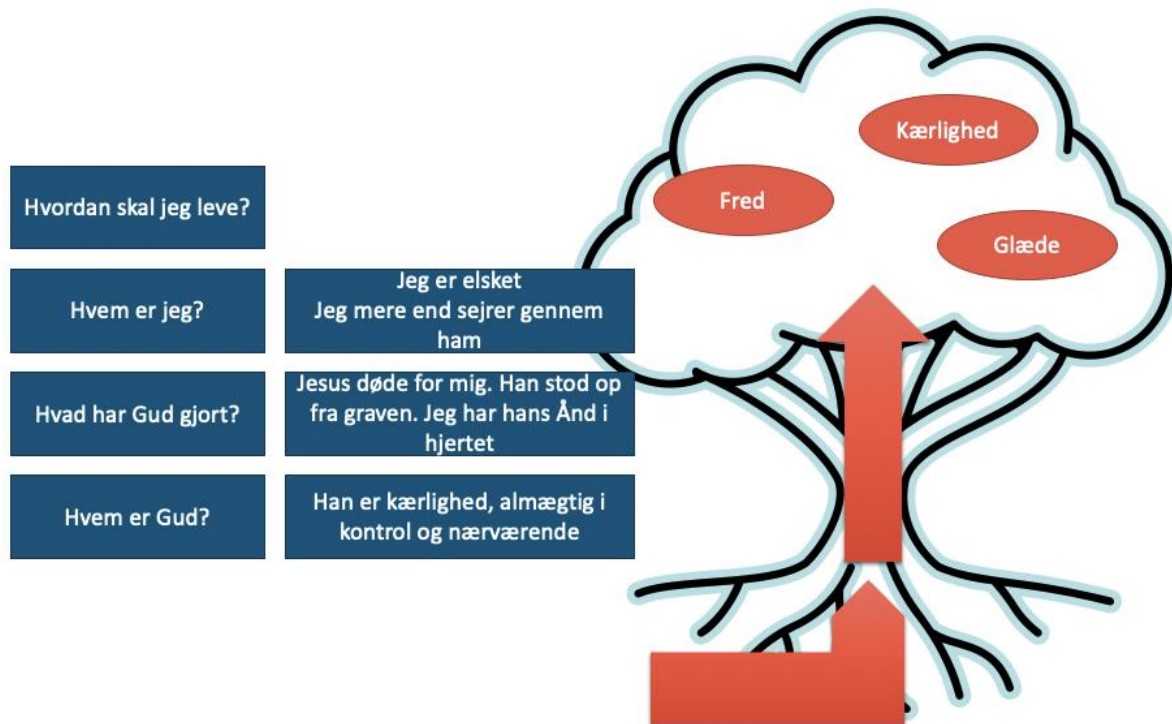 Kærlighed
Fred
Glæde
Hvordan skal jeg leve?
Hvem er jeg?
Jeg er elsket
Jeg mere end sejrer gennem
ham
Hvad har Gud gjort?
Jesus døde for mig. Han stod op
fra graven. Jeg har hans Ånd i
hjertet
Hvem er Gud?
Han er kærlighed, almægtig i
kontrol og nærværende